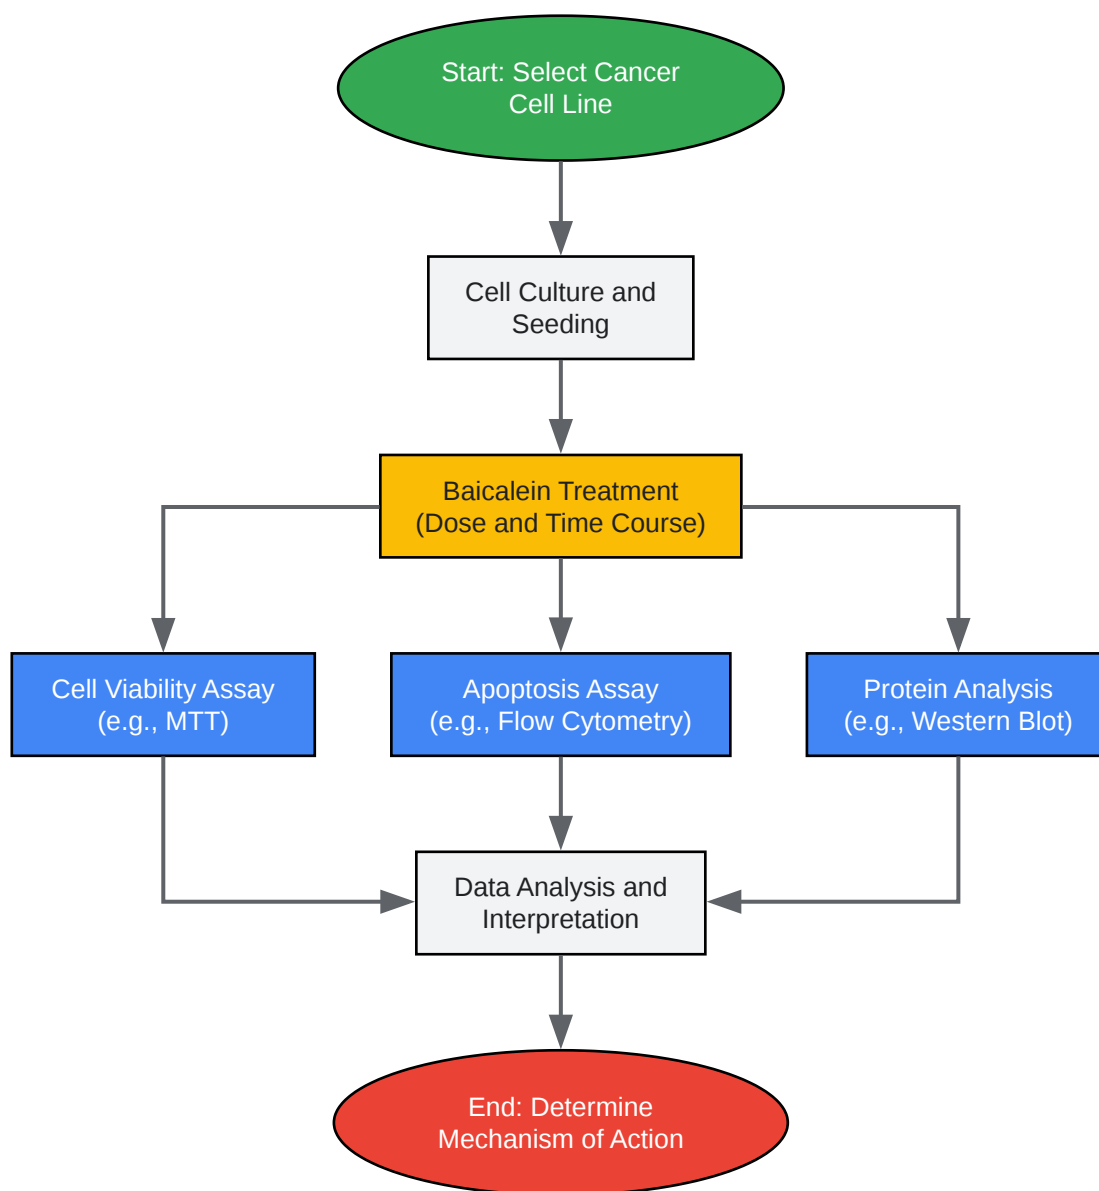 Start: Select Cancer
Cell Line
Cell Culture and
Seeding
Baicalein Treatment
(Dose and Time Course)
Cell Viability Assay
(e.g., MTT)
Apoptosis Assay
(e.g., Flow Cytometry)
Protein Analysis
(e.g., Western Blot)
Data Analysis and
Interpretation
End: Determine
Mechanism of Action